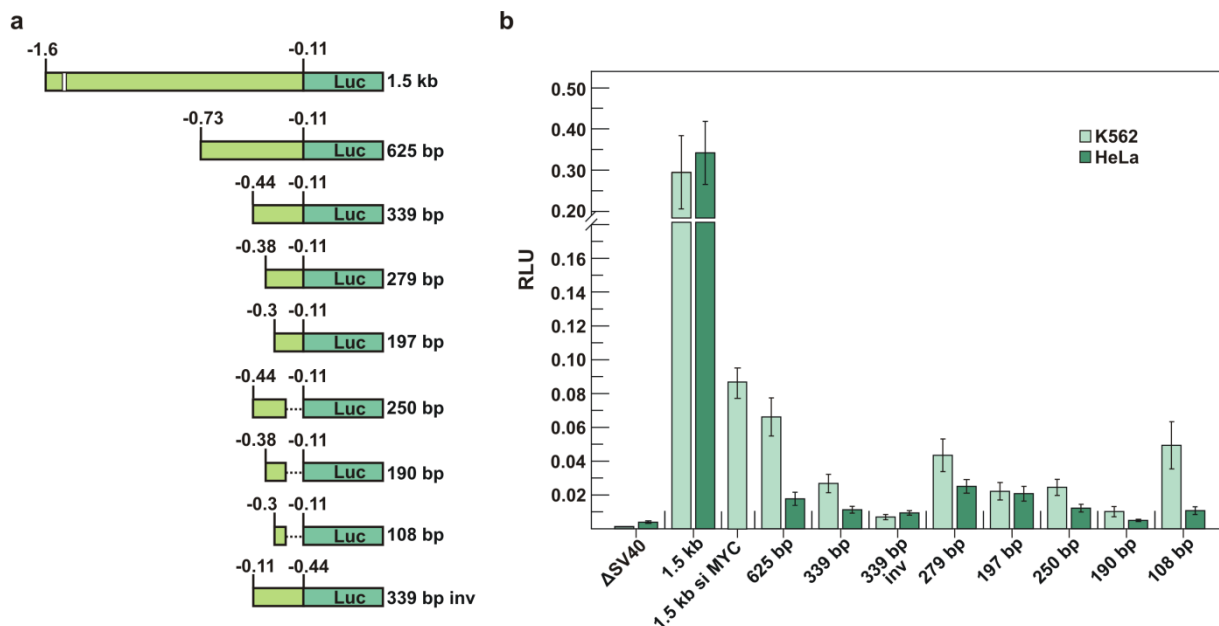 a
-1.6 -0.11
Luc 1.5 kb
-0.73 -0.11
Luc 625 bp
-0.44 -0.11
Luc 339 bp
-0.38 -0.11
Luc 279 bp
-0.3 -0.11
Luc 197 bp
-0.44 -0.11
Luc 250 bp
-0.38 -0.11
Luc 190 bp
-0.3 -0.11
Luc 108 bp
-0.11 -0.44
Luc 339 bp inv
b
RLU
0.50
0.40
0.30
0.20
0.16
0.14
0.12
0.10
0.08
0.06
0.04
0.02
K562
HeLa
ΔSV40
1.5 kb
1.5 kb si MYC
625 bp
339 bp
339 bp
inv
279 bp
197 bp
250 bp
190 bp
108 bp